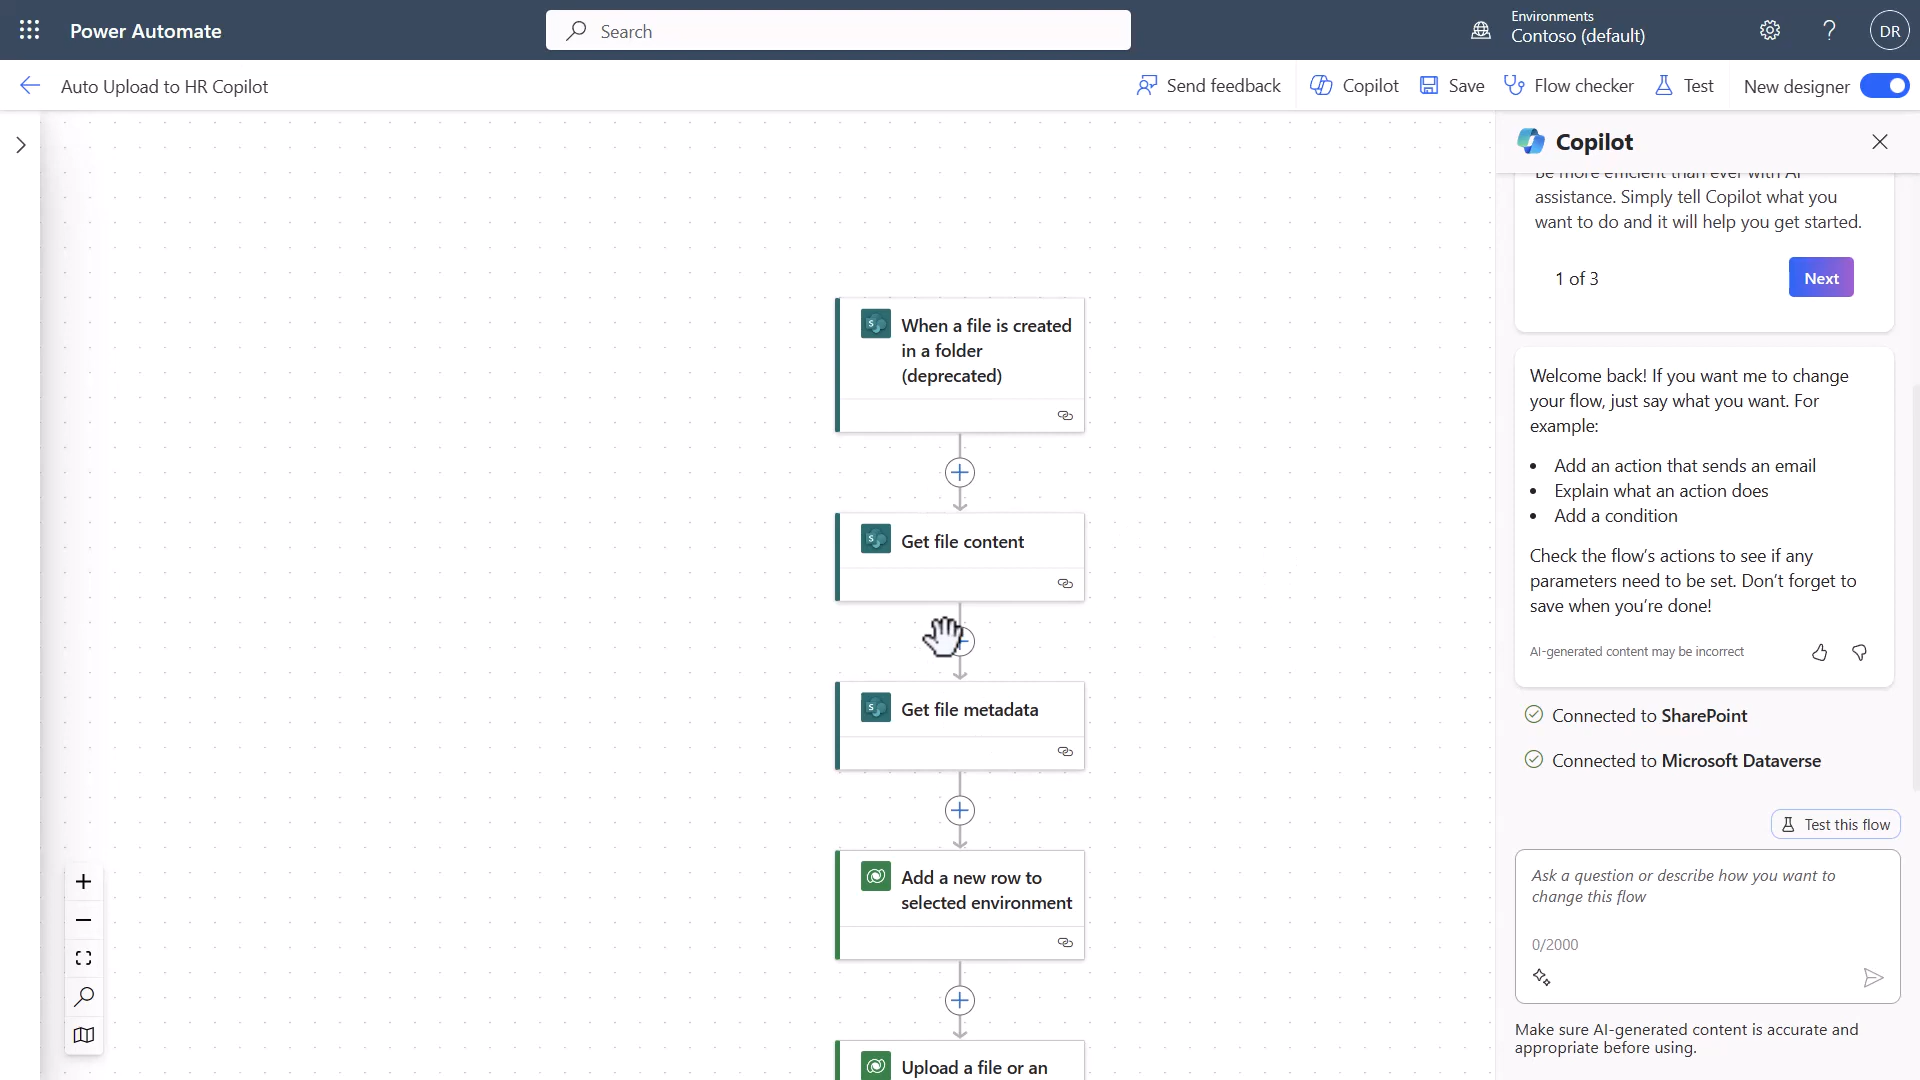 Power Automate
Search
Environments
Contoso (default)
?
DR
Auto Upload to HR Copilot
Send feedback
Copilot
Save
Flow checker
Test
New designer
When a file is created
in a folder
(deprecated)
Get file content
Get file metadata
Add a new row to
selected environment
Upload a file or an
Copilot
Be more efficient than ever with AI
assistance. Simply tell Copilot what you
want to do and it will help you get started.
1 of 3
Next
Welcome back! If you want me to change
your flow, just say what you want. For
example:
• Add an action that sends an email
• Explain what an action does
• Add a condition
Check the flow's actions to see if any
parameters need to be set. Don't forget to
save when you're done!
AI-generated content may be incorrect
Connected to SharePoint
Connected to Microsoft Dataverse
Test this flow
Ask a question or describe how you want to
change this flow
0/2000
Make sure AI-generated content is accurate and
appropriate before using.